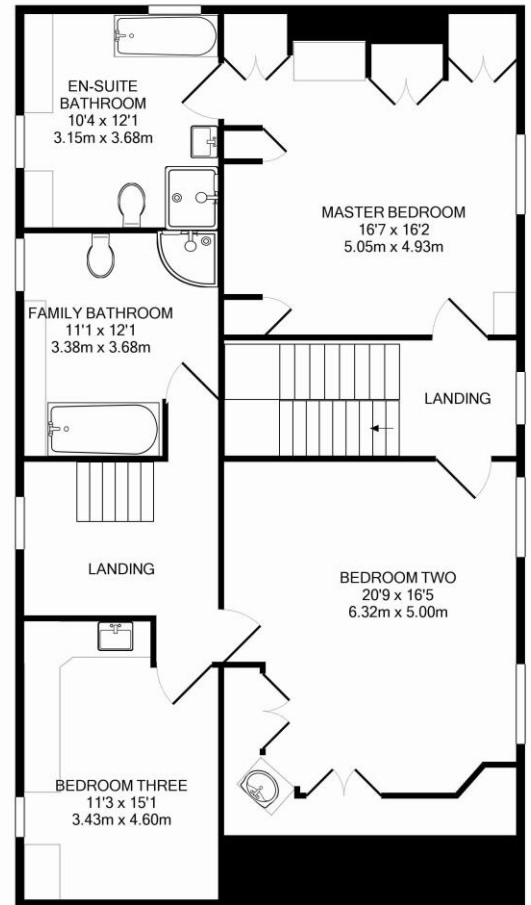 EN-SUITE
BATHROOM
10'4 x 12'1
3.15m x 3.68m
MASTER BEDROOM
16'7 x 16'2
5.05m x 4.93m
FAMILY BATHROOM
11'1 x 12'1
3.38m x 3.68m
LANDING
LANDING
BEDROOM TWO
20'9 x 16'5
6.32m x 5.00m
BEDROOM THREE
11'3 x 15'1
3.43m x 4.60m